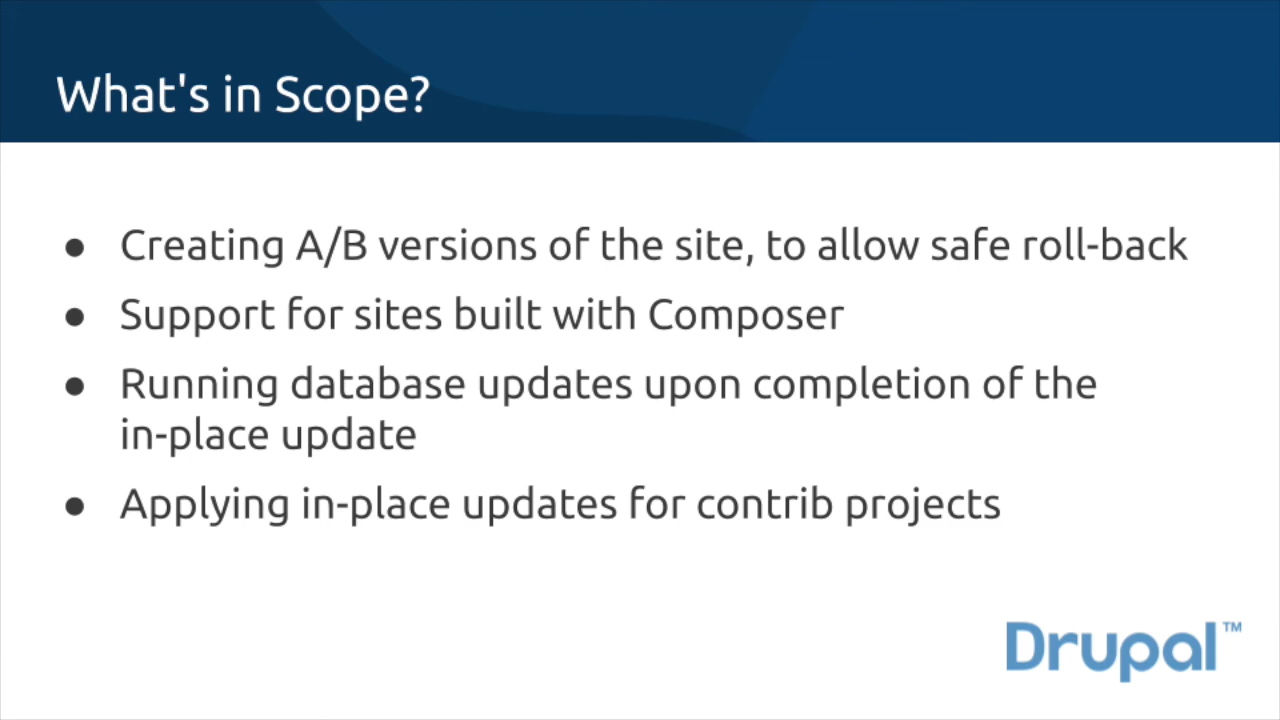 What's in Scope?
● Creating A/B versions of the site, to allow safe roll-back
● Support for sites built with Composer
● Running database updates upon completion of the
in-place update
● Applying in-place updates for contrib projects
Drupal™